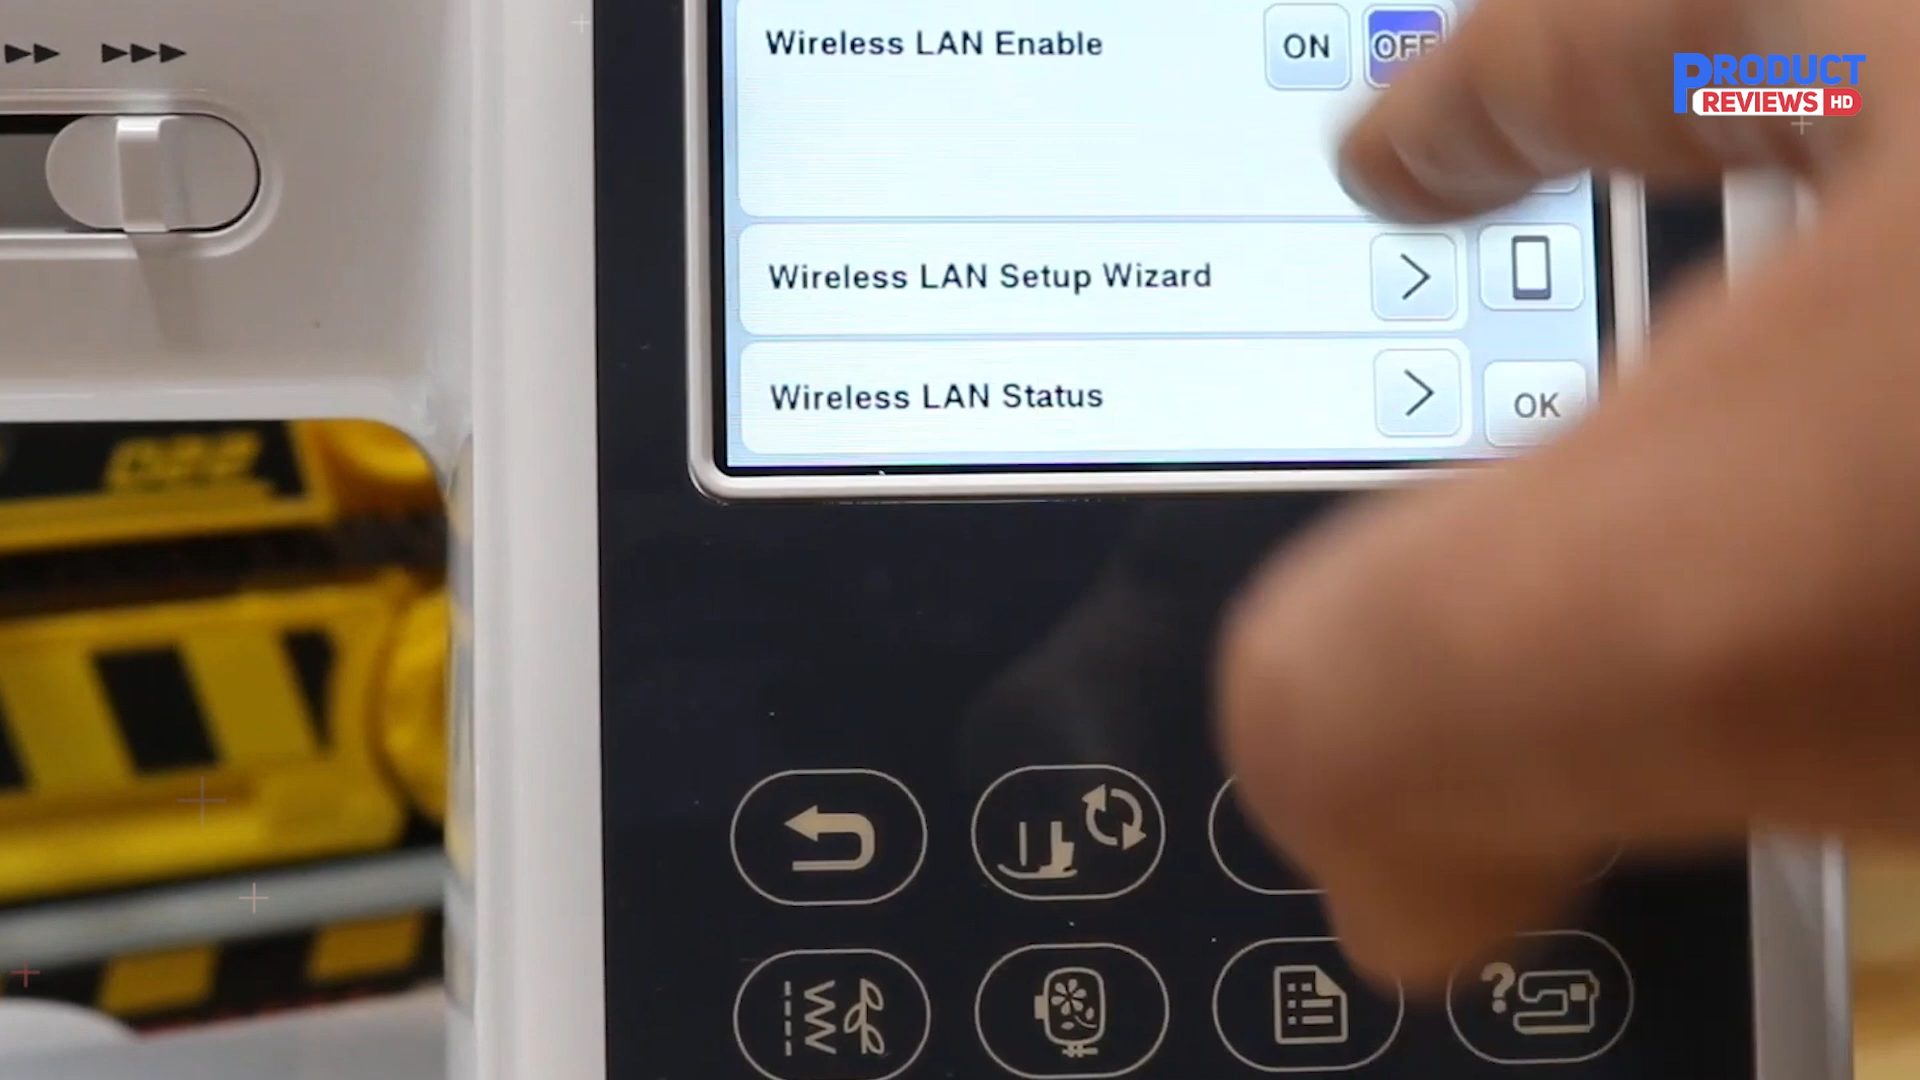 Wireless LAN Enable ON OFF
PRODUCT
REVIEWS HD
Wireless LAN Setup Wizard
Wireless LAN Status
OK